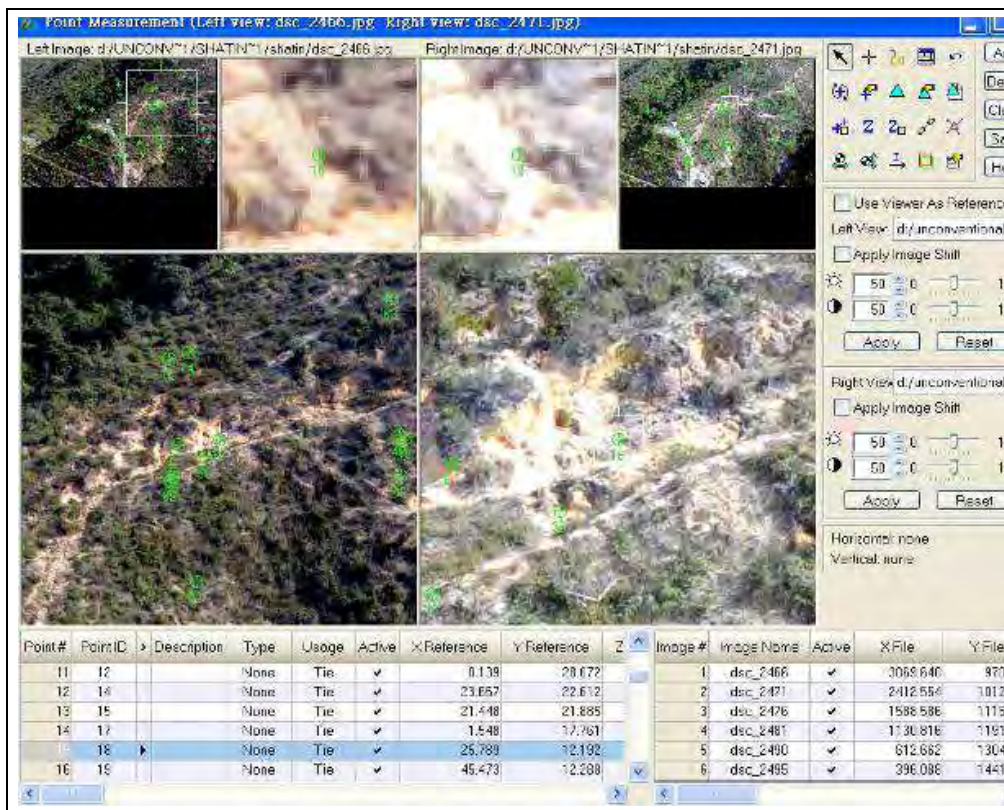 Point Measurement (Left view: dsc_2466.jpg Right view: dsc_2471.jpg)
Left Image: d:/UNCONV~1/SHATIN~1/shatin/dsc_2466.jpg
Right Image: d:/UNCONV~1/SHATIN~1/shatin/dsc_2471.jpg
Use Viewer As Reference
Left View: d:/unconventional
Apply Image Shift
50 0
50 0
Apply Reset
Right View d:/unconventional
Apply Image Shift
50 0
50 0
Apply Reset
Horizontal: none
Vertical: none
Point # Point ID > Description Type Usage Active X Reference Y Reference Z
11 12 None Tie 20.672
12 14 None Tie 22.612
13 15 None Tie 21.448 21.885
14 17 None Tie 1.548 17.761
18 None Tie 25.789 12.192
16 19 None Tie 45.473 12.288
Image # Image Name Active X File Y File
1 dsc_2466 3069.640
2 dsc_2471 2412.554
3 dsc_2476 1588.586
4 dsc_2481 1130.816
5 dsc_2490 612.662
6 dsc_2495 396.088